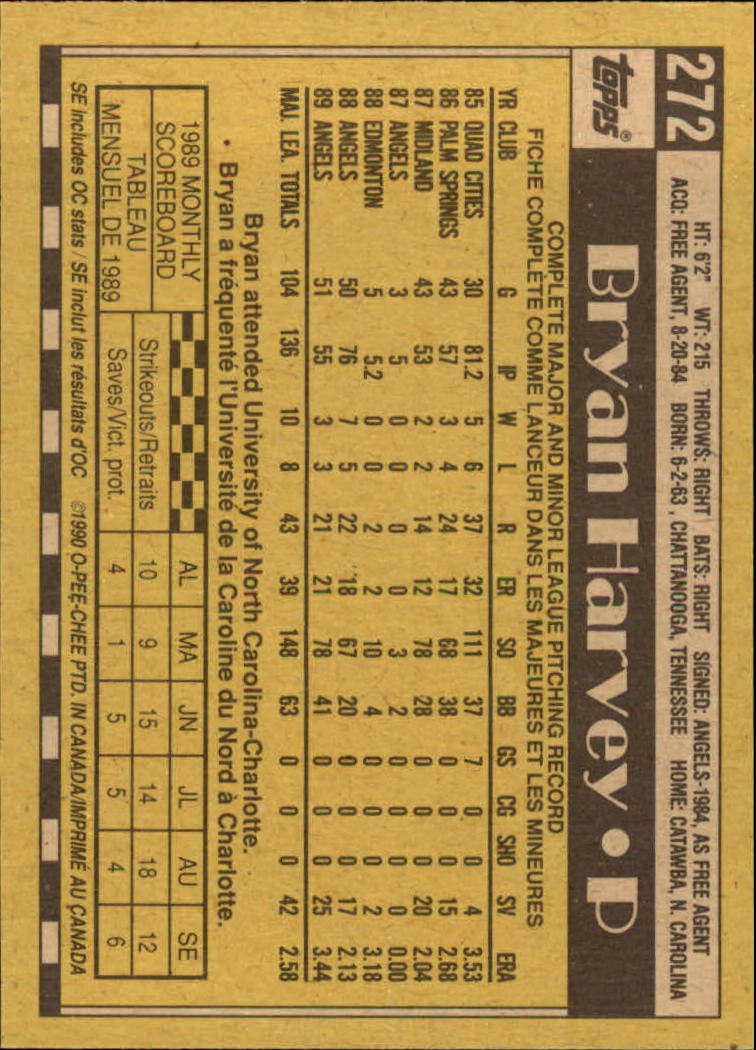 272
HT: 6'2" WT: 215 THROWS: RIGHT BATS: RIGHT SIGNED: ANGELS-1984, AS FREE AGENT
ACQ: FREE AGENT, 8-20-84 BORN: 6-2-63, CHATTANOOGA, TENNESSEE HOME: CATAWBA, N. CAROLINA
topps®
Bryan Harvey • P
COMPLETE MAJOR AND MINOR LEAGUE PITCHING RECORD
FICHE COMPLÈTE COMME LANCEUR DANS LES MAJEURES ET LES MINEURES
YR CLUB G IP W L R ER SO BB GS CG SHO SV ERA
85 QUAD CITIES 30 81.2 5 6 37 32 111 37 7 0 0 4 3.53
86 PALM SPRINGS 43 57 3 4 24 17 68 38 0 0 0 15 2.68
87 MIDLAND 43 53 2 2 14 12 78 28 0 0 0 20 2.04
87 ANGELS 3 5 0 0 0 0 3 2 0 0 0 0 0.00
88 EDMONTON 5 5.2 0 0 2 2 10 4 0 0 0 2 3.18
88 ANGELS 50 76 7 5 22 18 67 20 0 0 0 17 2.13
89 ANGELS 51 55 3 3 21 21 78 41 0 0 0 25 3.44
MAJ. LEA. TOTALS 104 136 10 8 43 39 148 63 0 0 0 42 2.58
Bryan attended University of North Carolina-Charlotte.
• Bryan a fréquenté l'Université de la Caroline du Nord à Charlotte.
1989 MONTHLY
SCOREBOARD
TABLEAU
MENSUEL DE 1989
AL MA JN JL AU SE
Strikeouts/Retraits 10 9 15 14 18 12
Saves/Vict. prot. 4 1 5 5 4 6
SE includes OC stats / SE inclut les résultats d'OC ©1990 O-PEE-CHEE PTD. IN CANADA/IMPRIMÉ AU CANADA